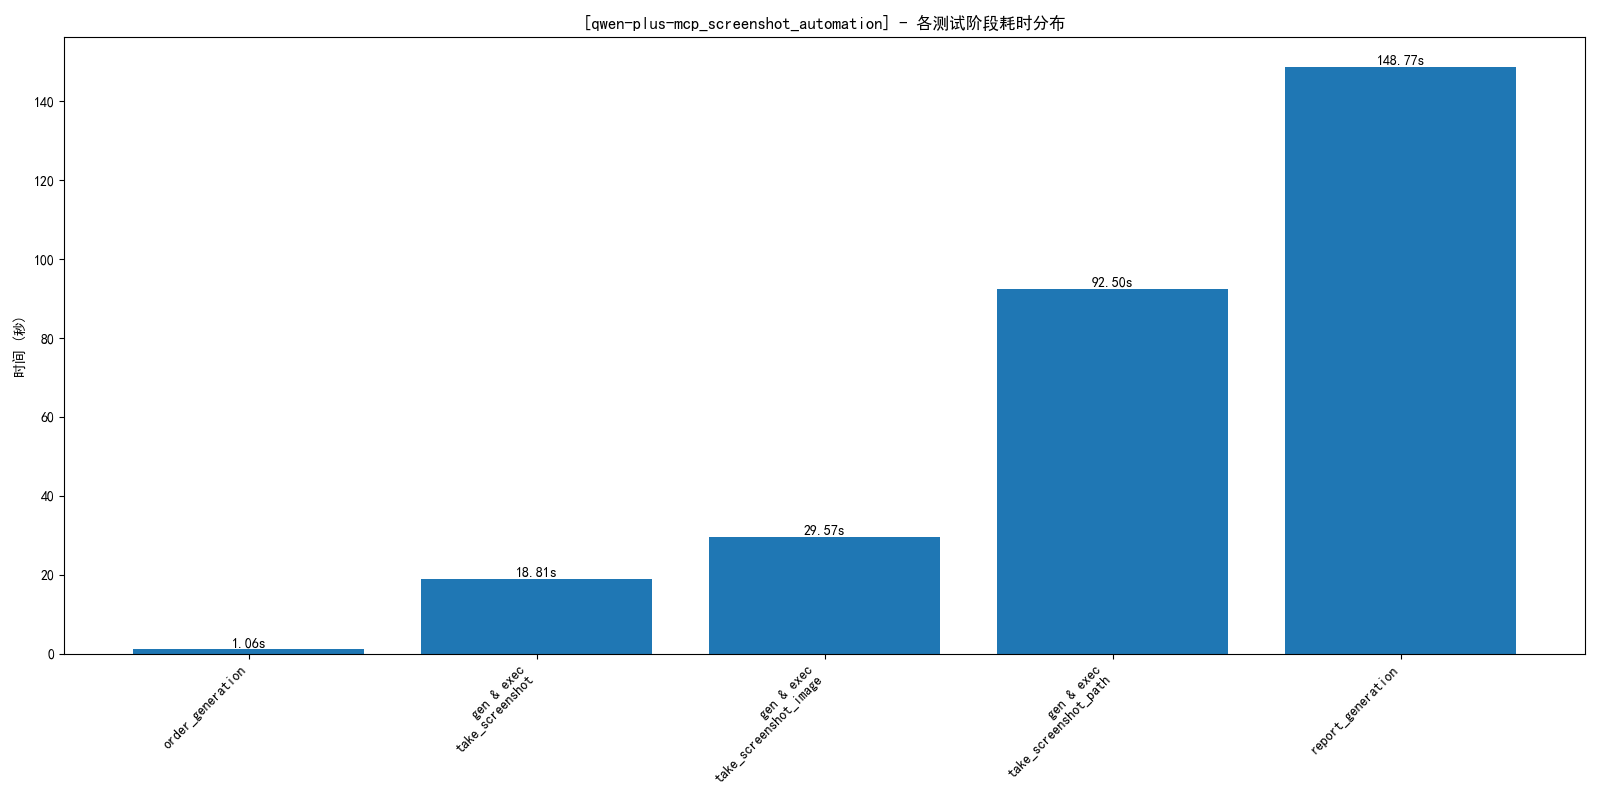 [qwen-plus-mcp_screenshot_automation] - 各测试阶段耗时分布
时间 (秒)
140
120
100
80
60
40
20
0
1.06s
18.81s
29.57s
92.50s
148.77s
order_generation
gen & exec
take_screenshot
gen & exec
take_screenshot_image
gen & exec
take_screenshot_path
report_generation